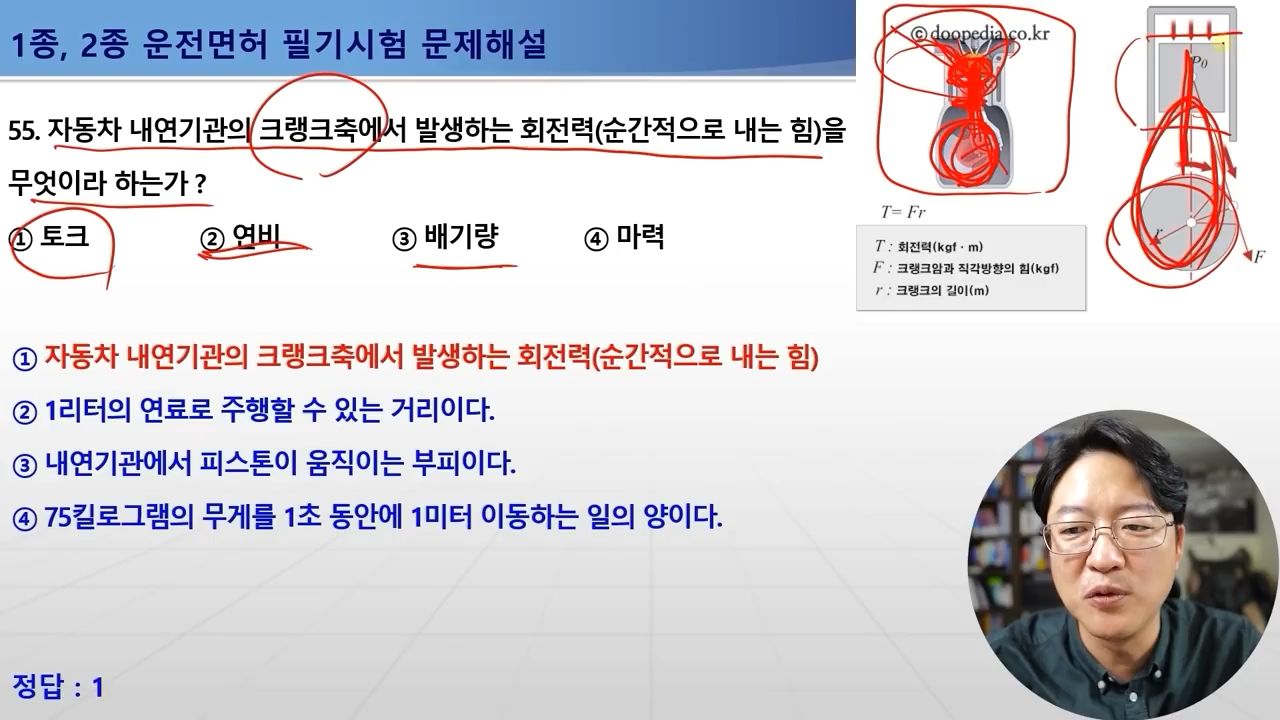 1종, 2종 운전면허 필기시험 문제해설
55. 자동차 내연기관의 크랭크축에서 발생하는 회전력(순간적으로 내는 힘)을
무엇이라 하는가 ?
① 토크 ② 연비 ③ 배기량 ④ 마력
ⓒdoopedia.co.kr
P0
r
F
T= Fr
T : 회전력(kgf · m)
F : 크랭크암과 직각방향의 힘(kgf)
r : 크랭크의 길이(m)
① 자동차 내연기관의 크랭크축에서 발생하는 회전력(순간적으로 내는 힘)
② 1리터의 연료로 주행할 수 있는 거리이다.
③ 내연기관에서 피스톤이 움직이는 부피이다.
④ 75킬로그램의 무게를 1초 동안에 1미터 이동하는 일의 양이다.
정답 : 1